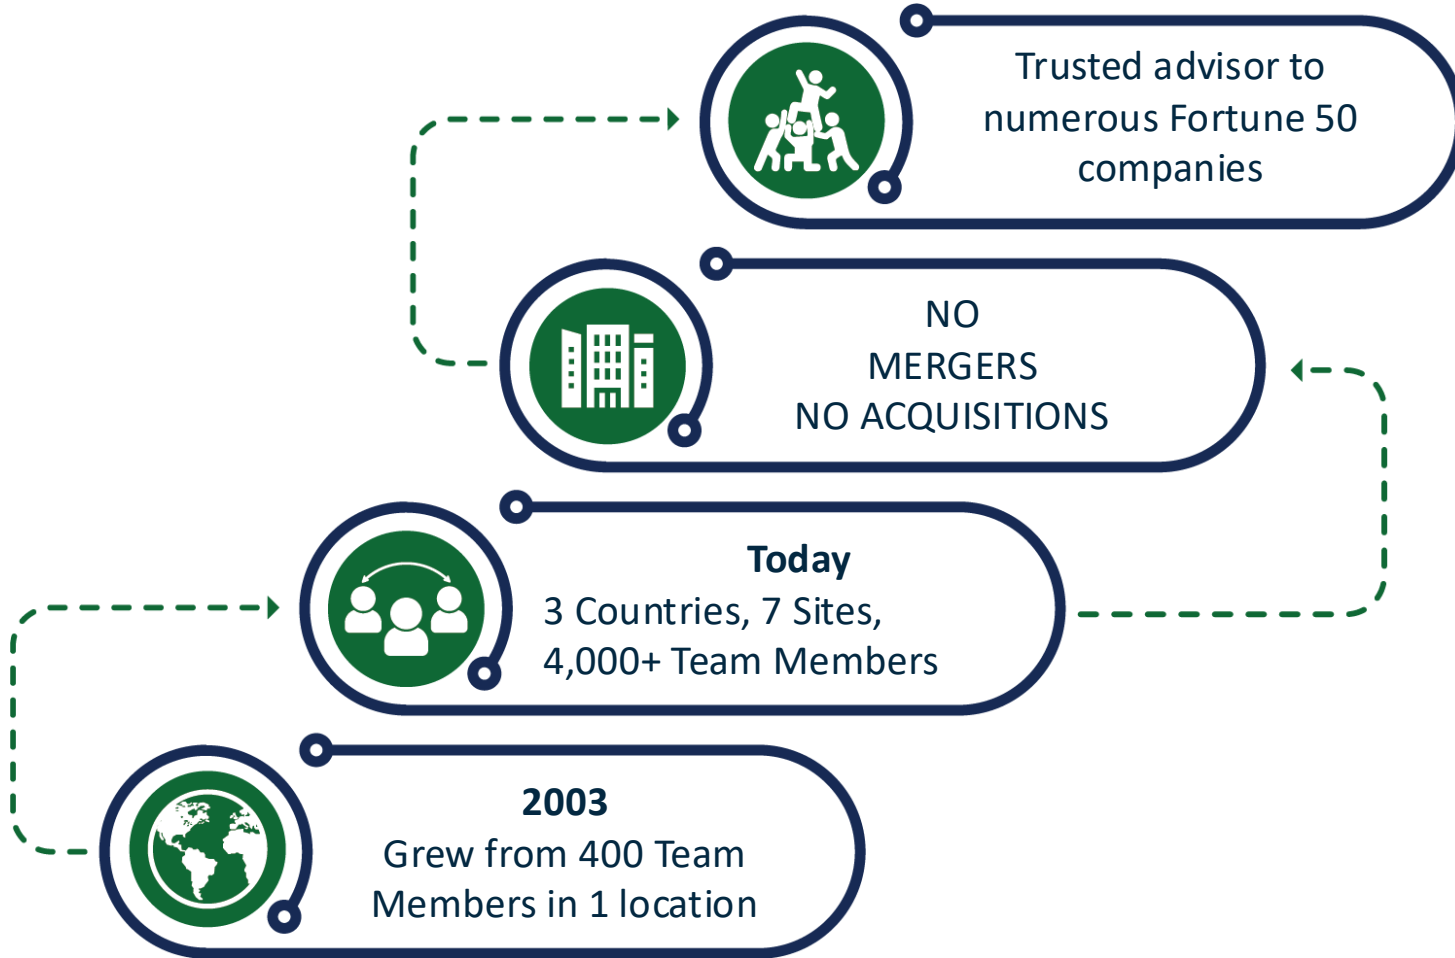 Trusted advisor to
numerous Fortune 50
companies
NO
MERGERS
NO ACQUISITIONS
Today
3 Countries, 7 Sites,
4,000+ Team Members
2003
Grew from 400 Team
Members in 1 location